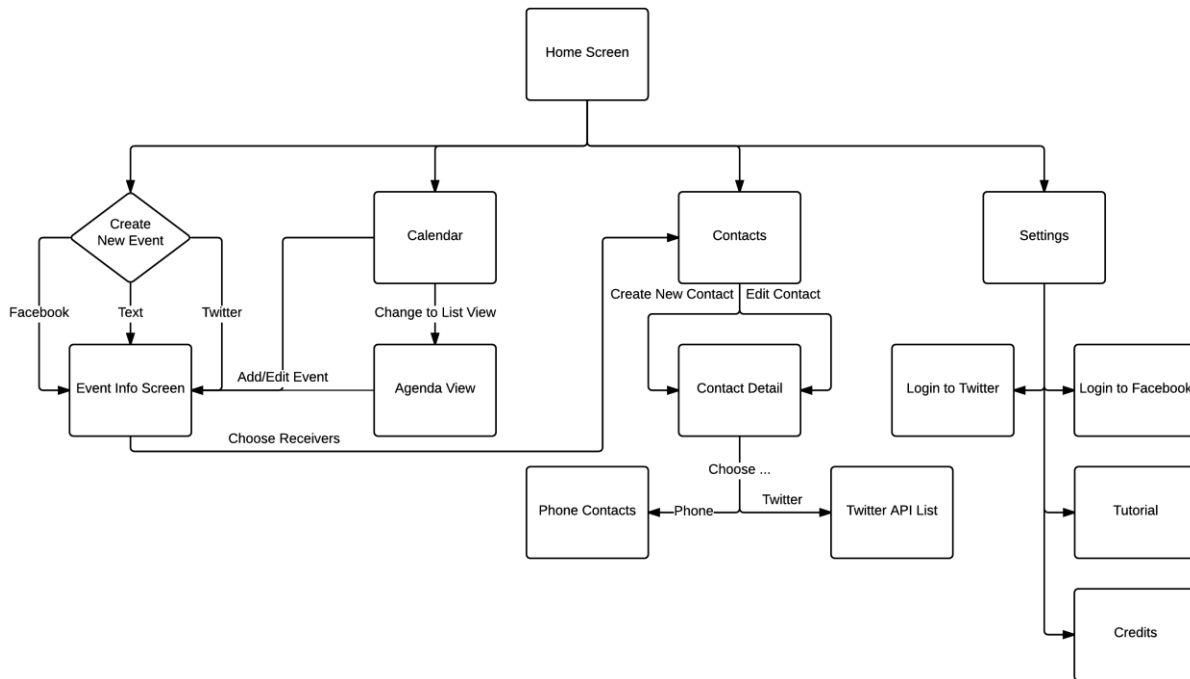 Home Screen
Create
New Event
Calendar
Contacts
Settings
Create New Contact
Edit Contact
Facebook
Text
Twitter
Change to List View
Event Info Screen
Add/Edit Event
Agenda View
Contact Detail
Login to Twitter
Login to Facebook
Choose Receivers
Choose ...
Phone Contacts
Phone
Twitter
Twitter API List
Tutorial
Credits